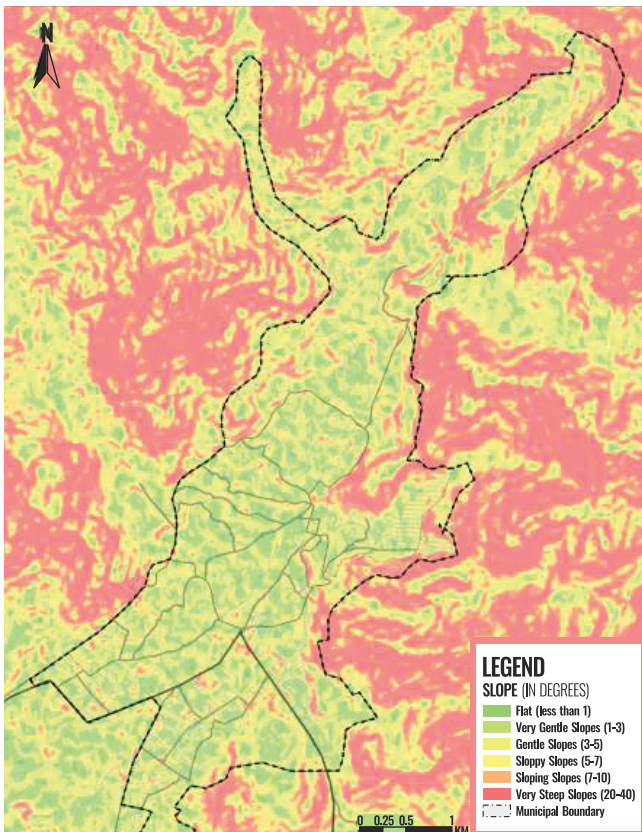 N
LEGEND
SLOPE (IN DEGREES)
Flat (less than 1)
Very Gentle Slopes (1-3)
Gentle Slopes (3-5)
Sloppy Slopes (5-7)
Sloping Slopes (7-10)
Very Steep Slopes (20-40)
Municipal Boundary
0 0.25 0.5 1
KM